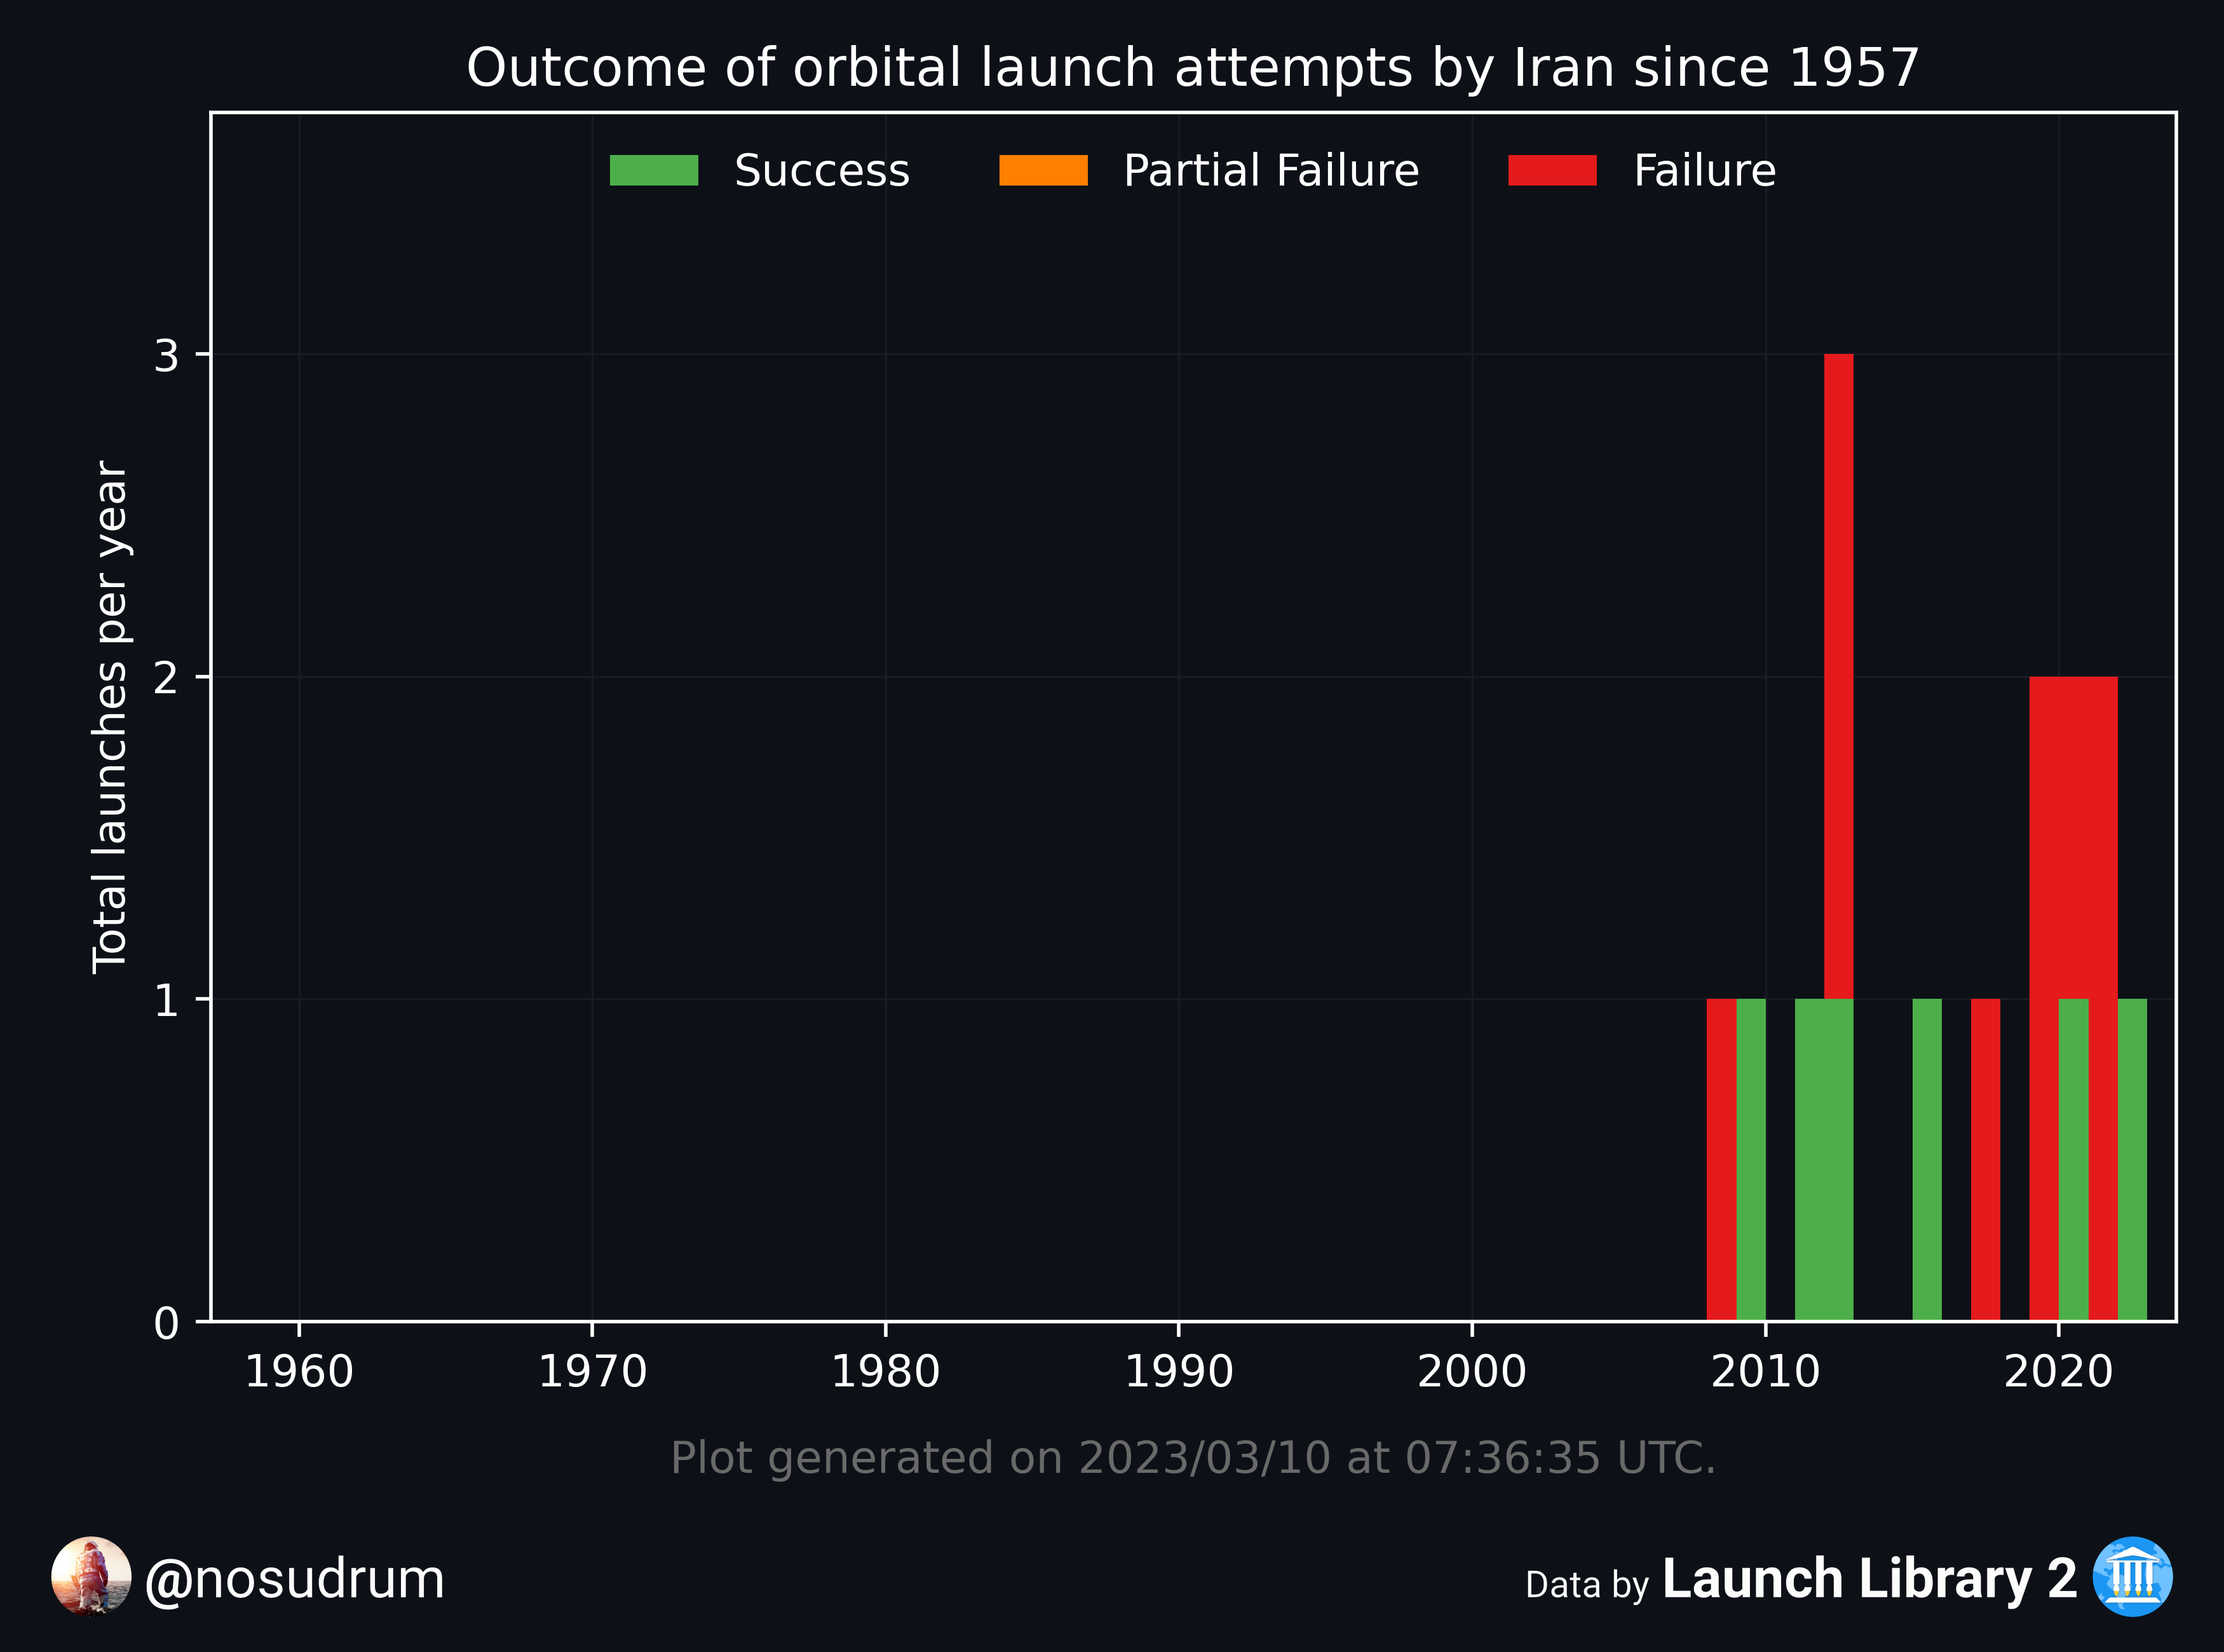 Outcome of orbital launch attempts by Iran since 1957
Success Partial Failure Failure
Total launches per year
3
2
1
0
1960 1970 1980 1990 2000 2010 2020
Plot generated on 2023/03/10 at 07:36:35 UTC.
@nosudrum Data by Launch Library 2